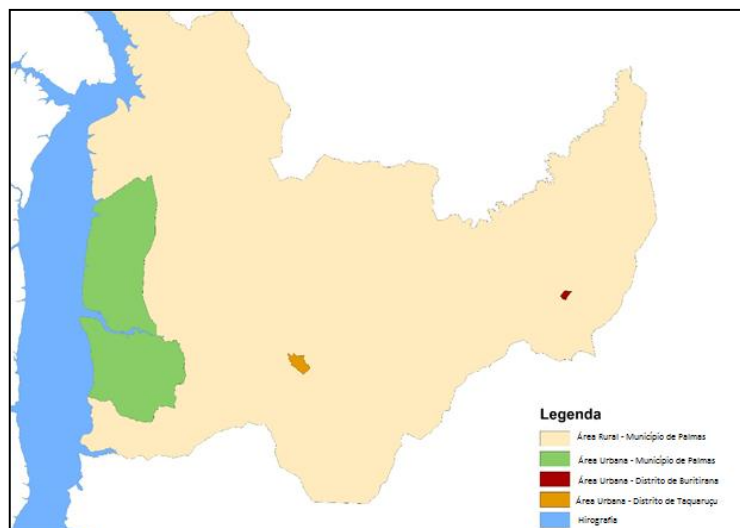 Legenda
Área Rural - Município de Palmas
Área Urbana - Município de Palmas
Área Urbana - Distrito de Buritirana
Área Urbana - Distrito de Taquaruçu
Hirografia